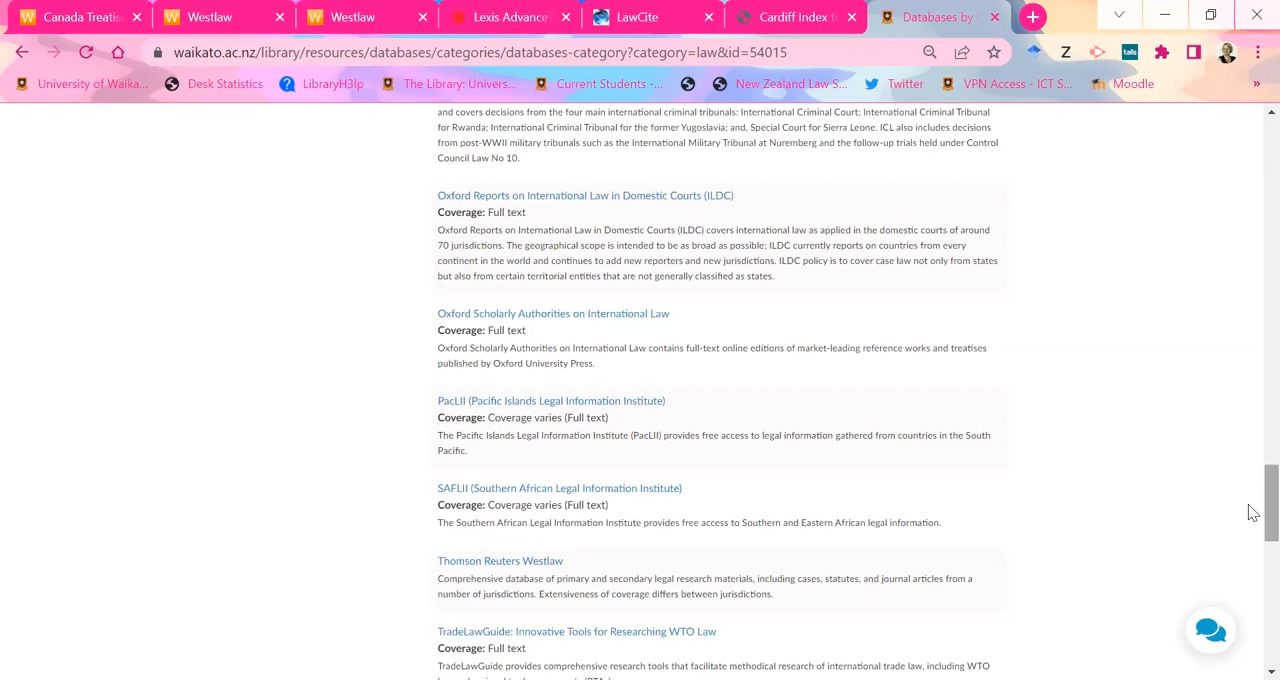 Canada Treatis
Westlaw
Westlaw
Lexis Advance
LawCite
Cardiff Index t
Databases by
waikato.ac.nz/library/resources/databases/categories/databases-category?category=law&id=54015
University of Waika...
Desk Statistics
LibraryH3lp
The Library: Univers...
Current Students -...
New Zealand Law S...
Twitter
VPN Access - ICT S...
Moodle
»
and covers decisions from the four main international criminal tribunals: International Criminal Court; International Criminal Tribunal
for Rwanda; International Criminal Tribunal for the former Yugoslavia; and, Special Court for Sierra Leone. ICL also includes decisions
from post-WWII military tribunals such as the International Military Tribunal at Nuremberg and the follow-up trials held under Control
Council Law No 10.
Oxford Reports on International Law in Domestic Courts (ILDC)
Coverage: Full text
Oxford Reports on International Law in Domestic Courts (ILDC) covers international law as applied in the domestic courts of around
70 jurisdictions. The geographical scope is intended to be as broad as possible; ILDC currently reports on countries from every
continent in the world and continues to add new reporters and new jurisdictions. ILDC policy is to cover case law not only from states
but also from certain territorial entities that are not generally classified as states.
Oxford Scholarly Authorities on International Law
Coverage: Full text
Oxford Scholarly Authorities on International Law contains full-text online editions of market-leading reference works and treatises
published by Oxford University Press.
PacLII (Pacific Islands Legal Information Institute)
Coverage: Coverage varies (Full text)
The Pacific Islands Legal Information Institute (PacLII) provides free access to legal information gathered from countries in the South
Pacific.
SAFLII (Southern African Legal Information Institute)
Coverage: Coverage varies (Full text)
The Southern African Legal Information Institute provides free access to Southern and Eastern African legal information.
Thomson Reuters Westlaw
Comprehensive database of primary and secondary legal research materials, including cases, statutes, and journal articles from a
number of jurisdictions. Extensiveness of coverage differs between jurisdictions.
TradeLawGuide: Innovative Tools for Researching WTO Law
Coverage: Full text
TradeLawGuide provides comprehensive research tools that facilitate methodical research of international trade law, including WTO